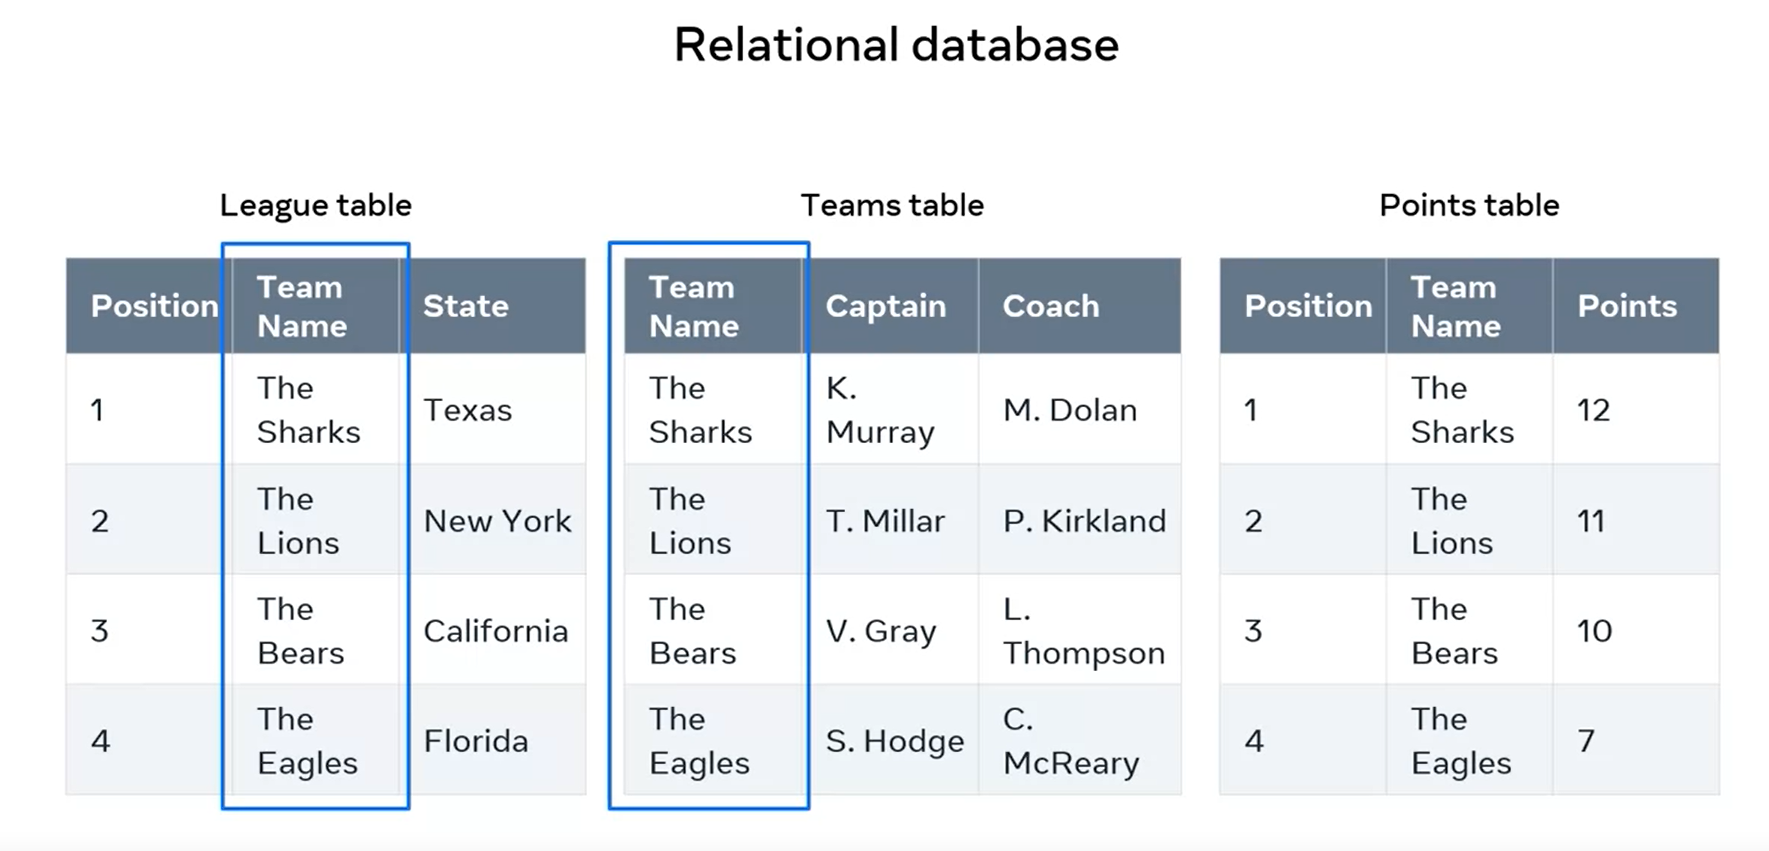 Relational database
League table
Position Team Name State
1 The Sharks Texas
2 The Lions New York
3 The Bears California
4 The Eagles Florida
Teams table
Team Name Captain Coach
The Sharks K. Murray M. Dolan
The Lions T. Millar P. Kirkland
The Bears V. Gray L. Thompson
The Eagles S. Hodge C. McReary
Points table
Position Team Name Points
1 The Sharks 12
2 The Lions 11
3 The Bears 10
4 The Eagles 7